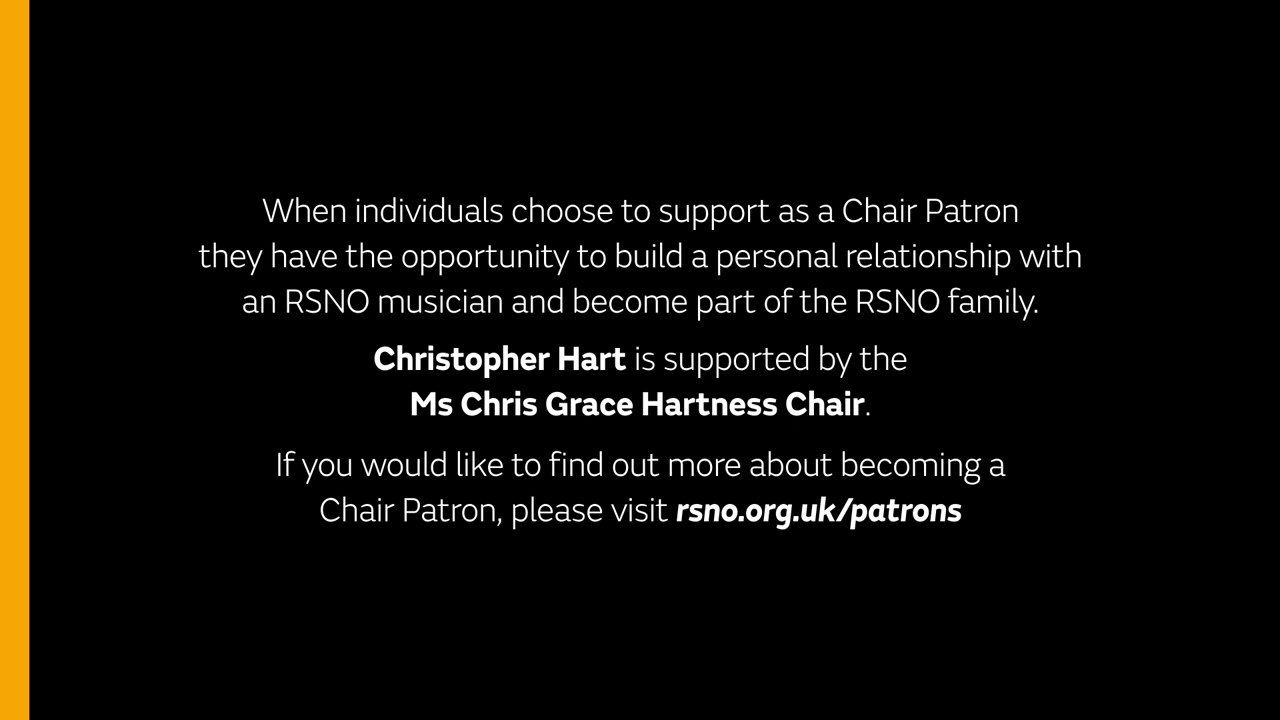 When individuals choose to support as a Chair Patron
they have the opportunity to build a personal relationship with
an RSNO musician and become part of the RSNO family.
Christopher Hart is supported by the
Ms Chris Grace Hartness Chair.
If you would like to find out more about becoming a
Chair Patron, please visit rsno.org.uk/patrons